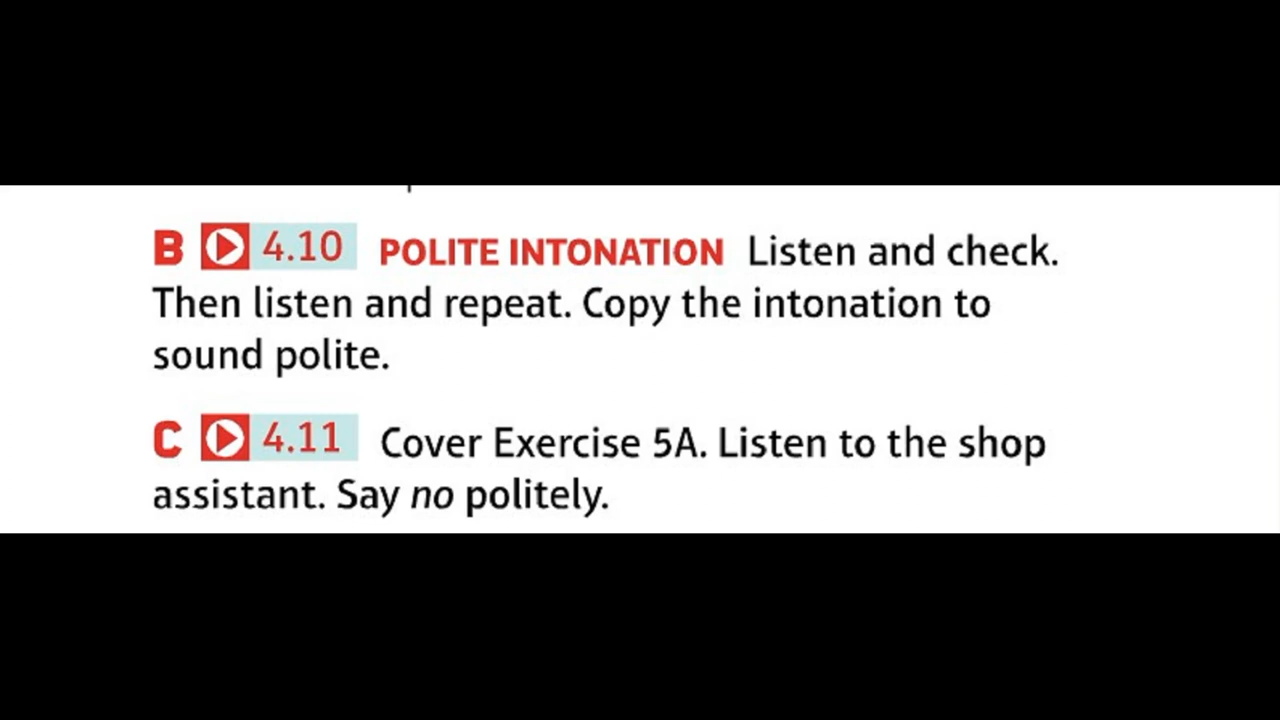 B 4.10 POLITE INTONATION Listen and check.
Then listen and repeat. Copy the intonation to
sound polite.
C 4.11 Cover Exercise 5A. Listen to the shop
assistant. Say no politely.